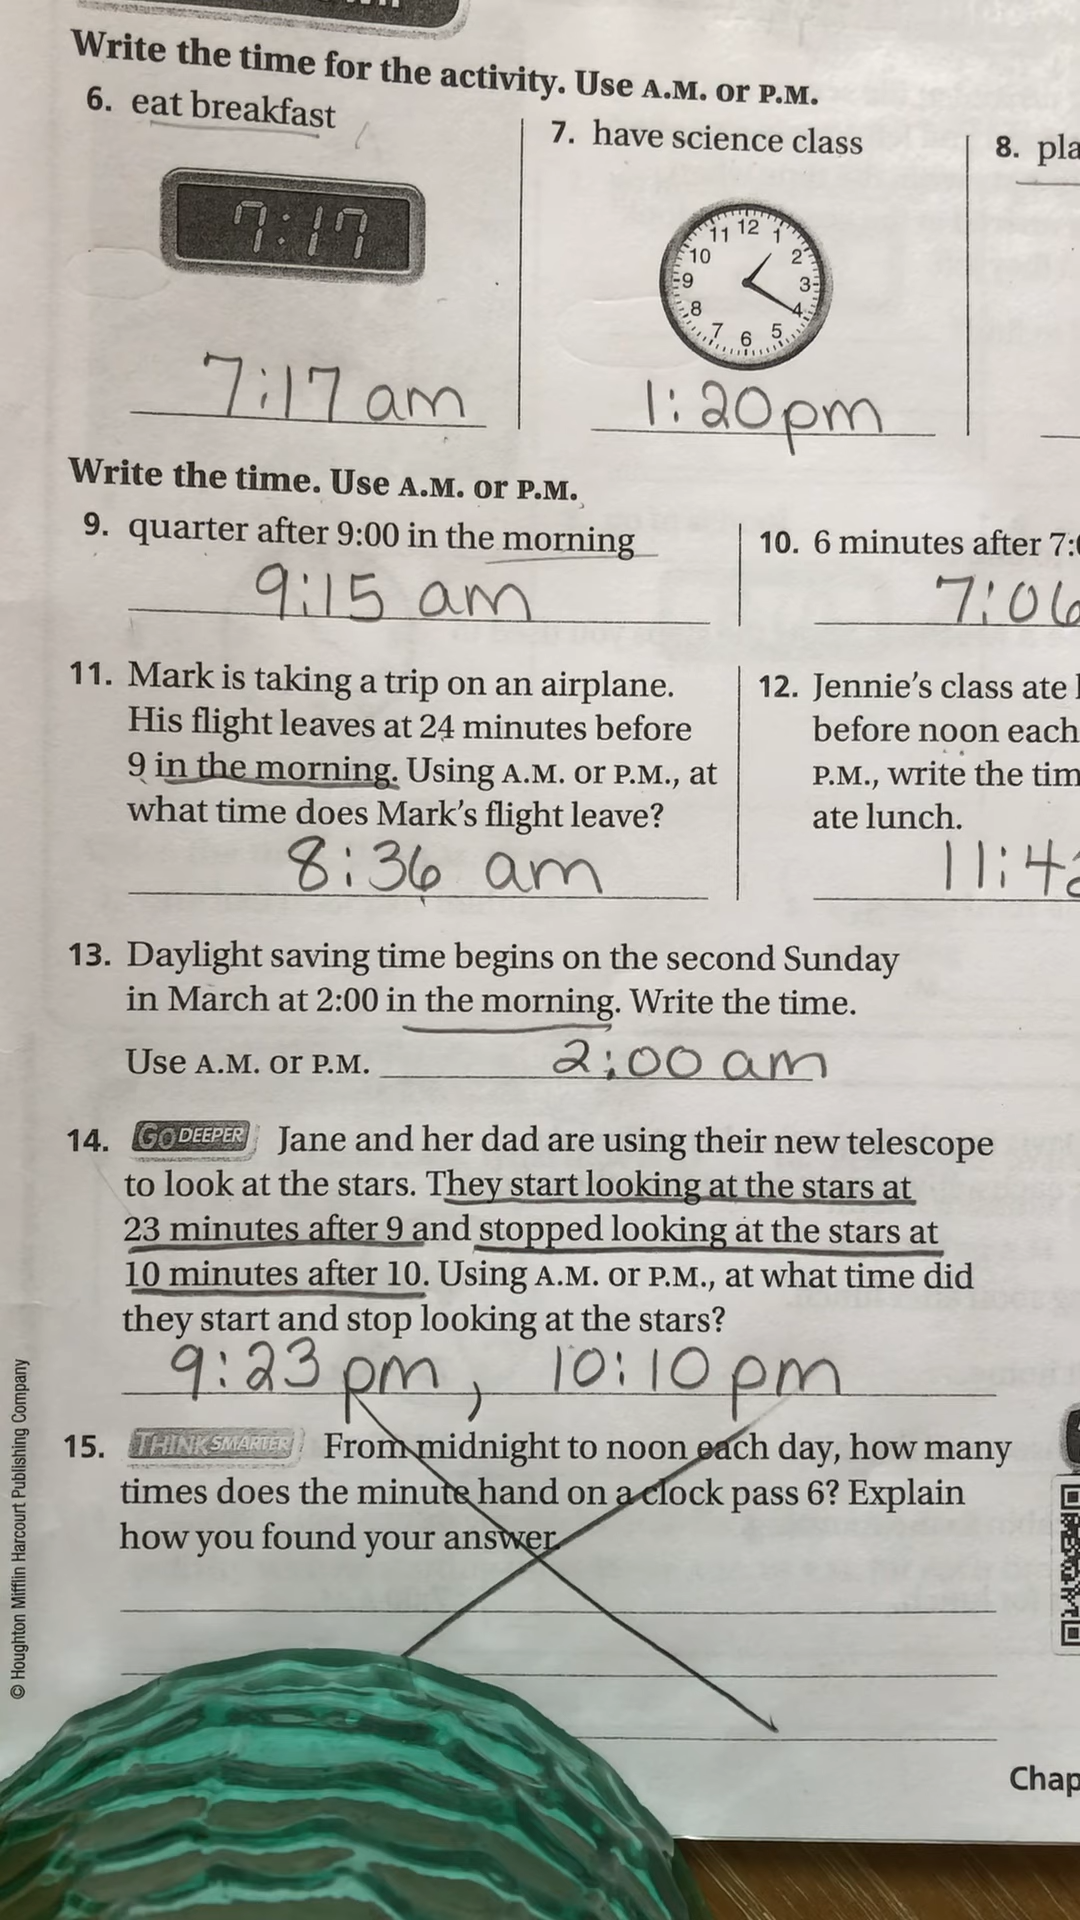 Write the time for the activity. Use A.M. or P.M.
6. eat breakfast
7:17
7:17 am
7. have science class
11 12 1
10 2
9 3
8 4
7 6 5
1:20pm
8. pla
Write the time. Use A.M. or P.M.
9. quarter after 9:00 in the morning
9:15 am
10. 6 minutes after 7:0
7:06
11. Mark is taking a trip on an airplane.
His flight leaves at 24 minutes before
9 in the morning. Using A.M. or P.M., at
what time does Mark's flight leave?
8:36 am
12. Jennie's class ate
before noon each
P.M., write the tim
ate lunch.
11:4
13. Daylight saving time begins on the second Sunday
in March at 2:00 in the morning. Write the time.
Use A.M. or P.M. 2:00 am
14. GO DEEPER Jane and her dad are using their new telescope
to look at the stars. They start looking at the stars at
23 minutes after 9 and stopped looking at the stars at
10 minutes after 10. Using A.M. or P.M., at what time did
they start and stop looking at the stars?
9:23 pm, 10:10 pm
15. THINK SMARTER From midnight to noon each day, how many
times does the minute hand on a clock pass 6? Explain
how you found your answer.
© Houghton Mifflin Harcourt Publishing Company
Chap